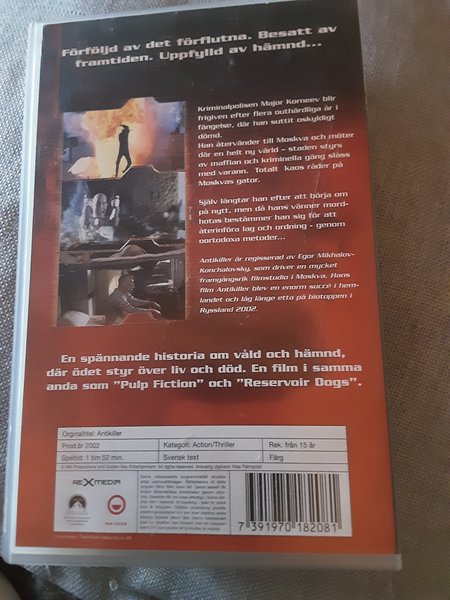 Förföljd av det förflutna. Besatt av
framtiden. Uppfylld av hämnd...
Kriminalpolisen Major Korneev blir
frigiven efter flera outhärdliga år i
fängelse, där han suttit oskyldigt
dömd.
Han återvänder till Moskva och möter
där en helt ny värld - staden styrs
av maffian och kriminella gäng slåss
med varann. Totalt kaos råder på
Moskvas gator.
Själv längtar han efter att börja om
på nytt, men då hans vänner mord-
hotas bestämmer han sig för att
återinföra lag och ordning - genom
oortodoxa metoder...
Antikiller är regisserad av Egor Mikhalov-
Konchalovsky, som driver en mycket
framgångsrik filmstudio i Moskva. Hans
film Antikiller blev en enorm succé i hem-
landet och låg länge etta på biotoppen i
Ryssland 2002.
En spännande historia om våld och hämnd,
där ödet styr över liv och död. En film i samma
anda som "Pulp Fiction" och "Reservoir Dogs".
Orginaltitel: Antikiller
Prod.år 2002
Kategori: Action/Thriller
Rek. från 15 år
Speltid: 1 tim 52 min.
Svensk text
Färg
REXMEDIA
7 391970 182081